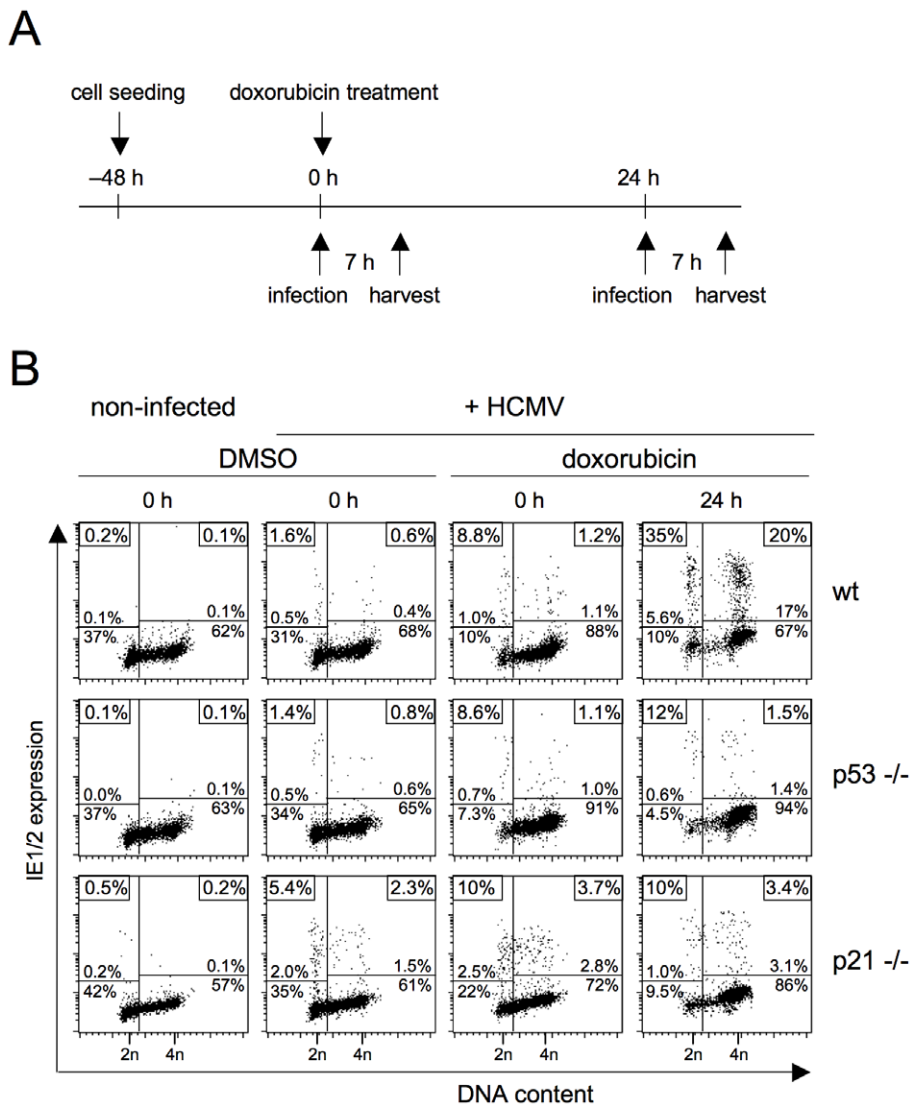 A
cell seeding doxorubicin treatment
–48 h 0 h 24 h
7 h 7 h
infection harvest infection harvest
B
non-infected + HCMV
DMSO doxorubicin
0 h 0 h 0 h 24 h
0.2% 0.1% 1.6% 0.6% 8.8% 1.2% 35% 20%
wt
0.1% 0.1% 0.5% 0.4% 1.0% 1.1% 5.6% 17%
37% 62% 31% 68% 10% 88% 10% 67%
0.1% 0.1% 1.4% 0.8% 8.6% 1.1% 12% 1.5%
p53 -/-
0.0% 0.1% 0.5% 0.6% 0.7% 1.0% 0.6% 1.4%
37% 63% 34% 65% 7.3% 91% 4.5% 94%
0.5% 0.2% 5.4% 2.3% 10% 3.7% 10% 3.4%
p21 -/-
0.2% 0.1% 2.0% 1.5% 2.5% 2.8% 1.0% 3.1%
42% 57% 35% 61% 22% 72% 9.5% 86%
IE1/2 expression
2n 4n 2n 4n 2n 4n 2n 4n
DNA content